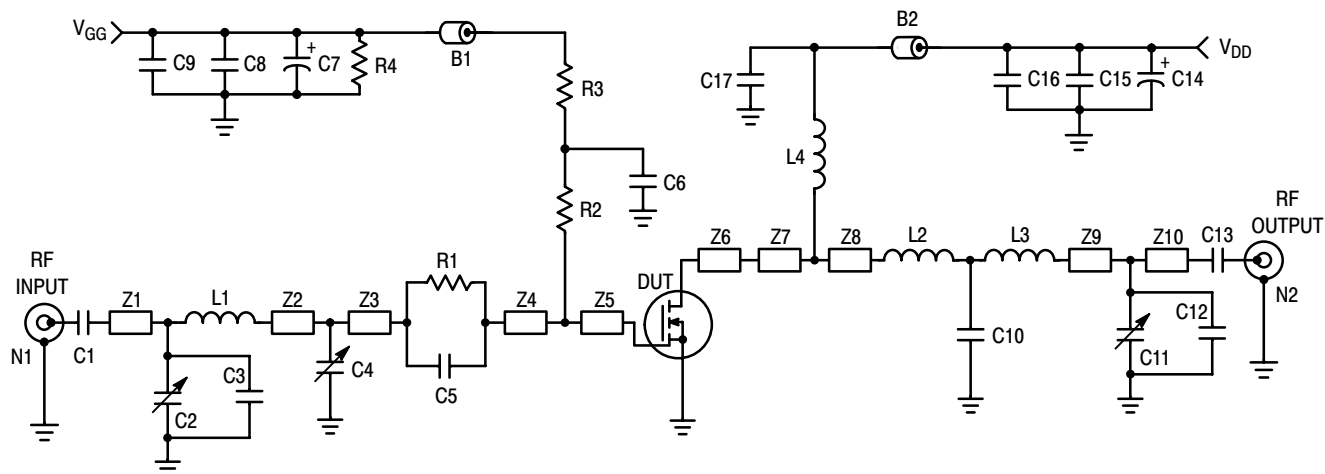 VGG
B1
C9
C8
+
C7
R4
R3
C6
R2
B2
VDD
C17
C16
C15
+
C14
L4
RF
INPUT
N1
C1
Z1
L1
Z2
Z3
R1
C5
Z4
Z5
C2
C3
C4
DUT
Z6
Z7
Z8
L2
L3
Z9
Z10
C13
RF
OUTPUT
N2
C10
C11
C12